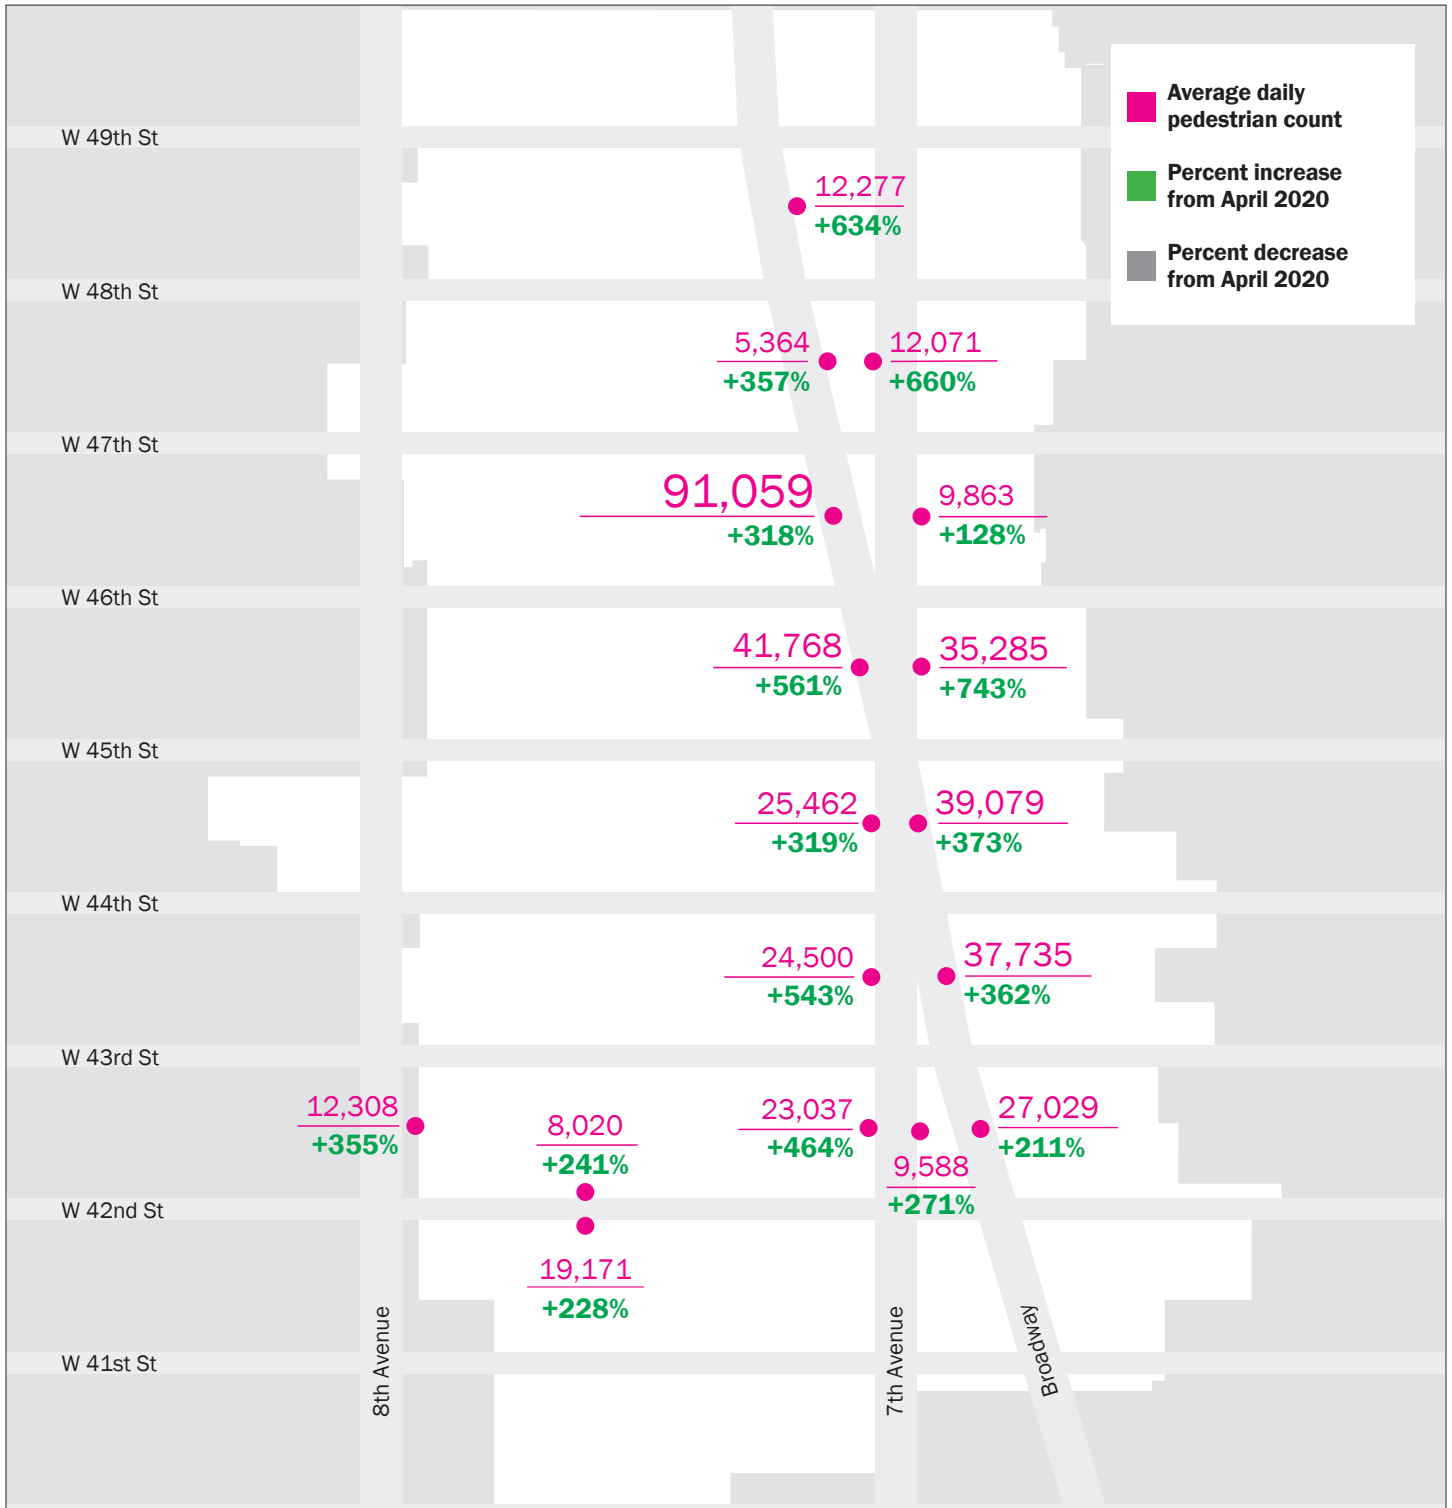 Average daily
pedestrian count
Percent increase
from April 2020
Percent decrease
from April 2020
W 49th St
12,277
+634%
W 48th St
5,364
+357%
12,071
+660%
W 47th St
91,059
+318%
9,863
+128%
W 46th St
41,768
+561%
35,285
+743%
W 45th St
25,462
+319%
39,079
+373%
W 44th St
24,500
+543%
37,735
+362%
W 43rd St
12,308
+355%
8,020
+241%
23,037
+464%
9,588
+271%
27,029
+211%
W 42nd St
19,171
+228%
W 41st St
8th Avenue
7th Avenue
Broadway